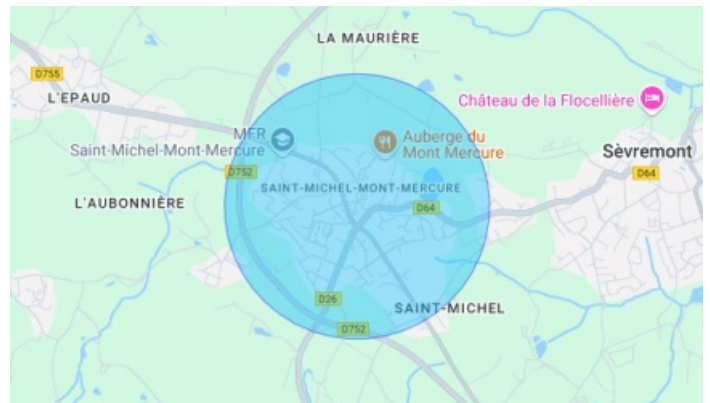 LA MAURIÈRE
D755
L'EPAUD
Château de la Flocellière
MFR
Saint-Michel-Mont-Mercure
Auberge du
Mont Mercure
Sèvremont
D752
D64
SAINT-MICHEL-MONT-MERCURE
L'AUBONNIÈRE
D64
D26
SAINT-MICHEL
D752